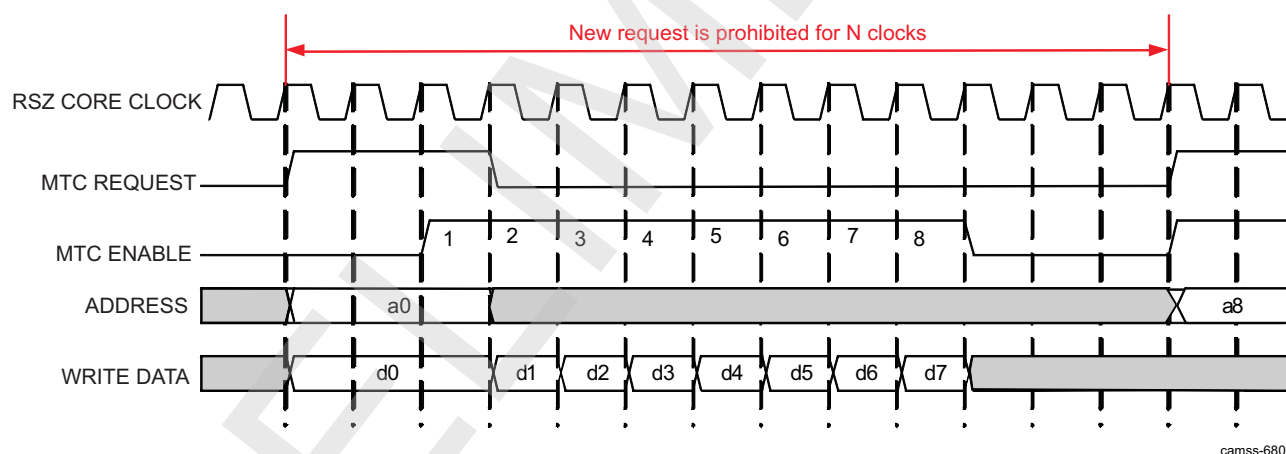 New request is prohibited for N clocks
RSZ CORE CLOCK
MTC REQUEST
MTC ENABLE 1 2 3 4 5 6 7 8
ADDRESS a0 a8
WRITE DATA d0 d1 d2 d3 d4 d5 d6 d7
camss-680